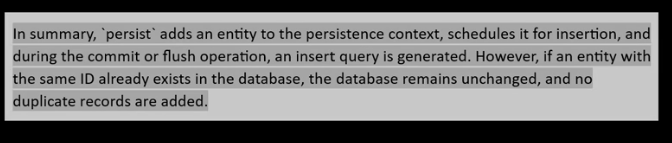 In summary, `persist` adds an entity to the persistence context, schedules it for insertion, and
during the commit or flush operation, an insert query is generated. However, if an entity with
the same ID already exists in the database, the database remains unchanged, and no
duplicate records are added.